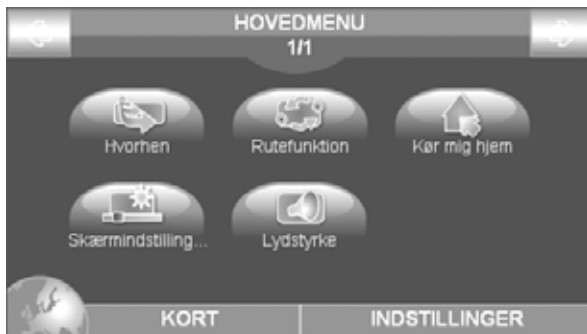 HOVEDMENU
1/1
Hvorhen
Rutefunktion
Kør mig hjem
Skærmindstilling...
Lydstyrke
KORT
INDSTILLINGER